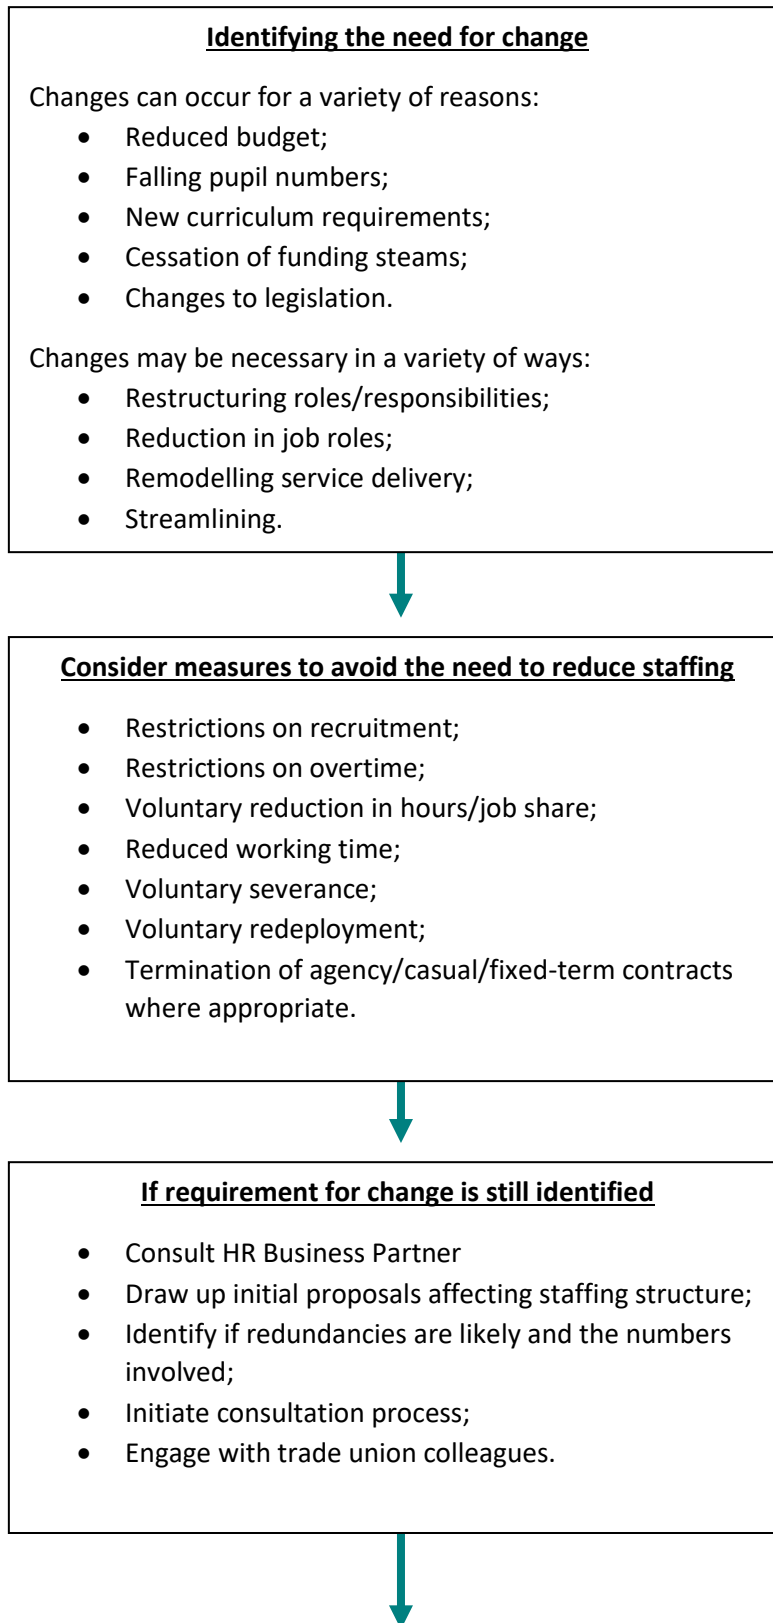 Identifying the need for change
Changes can occur for a variety of reasons:
• Reduced budget;
• Falling pupil numbers;
• New curriculum requirements;
• Cessation of funding steams;
• Changes to legislation.
Changes may be necessary in a variety of ways:
• Restructuring roles/responsibilities;
• Reduction in job roles;
• Remodelling service delivery;
• Streamlining.
Consider measures to avoid the need to reduce staffing
• Restrictions on recruitment;
• Restrictions on overtime;
• Voluntary reduction in hours/job share;
• Reduced working time;
• Voluntary severance;
• Voluntary redeployment;
• Termination of agency/casual/fixed-term contracts
where appropriate.
If requirement for change is still identified
• Consult HR Business Partner
• Draw up initial proposals affecting staffing structure;
• Identify if redundancies are likely and the numbers
involved;
• Initiate consultation process;
• Engage with trade union colleagues.